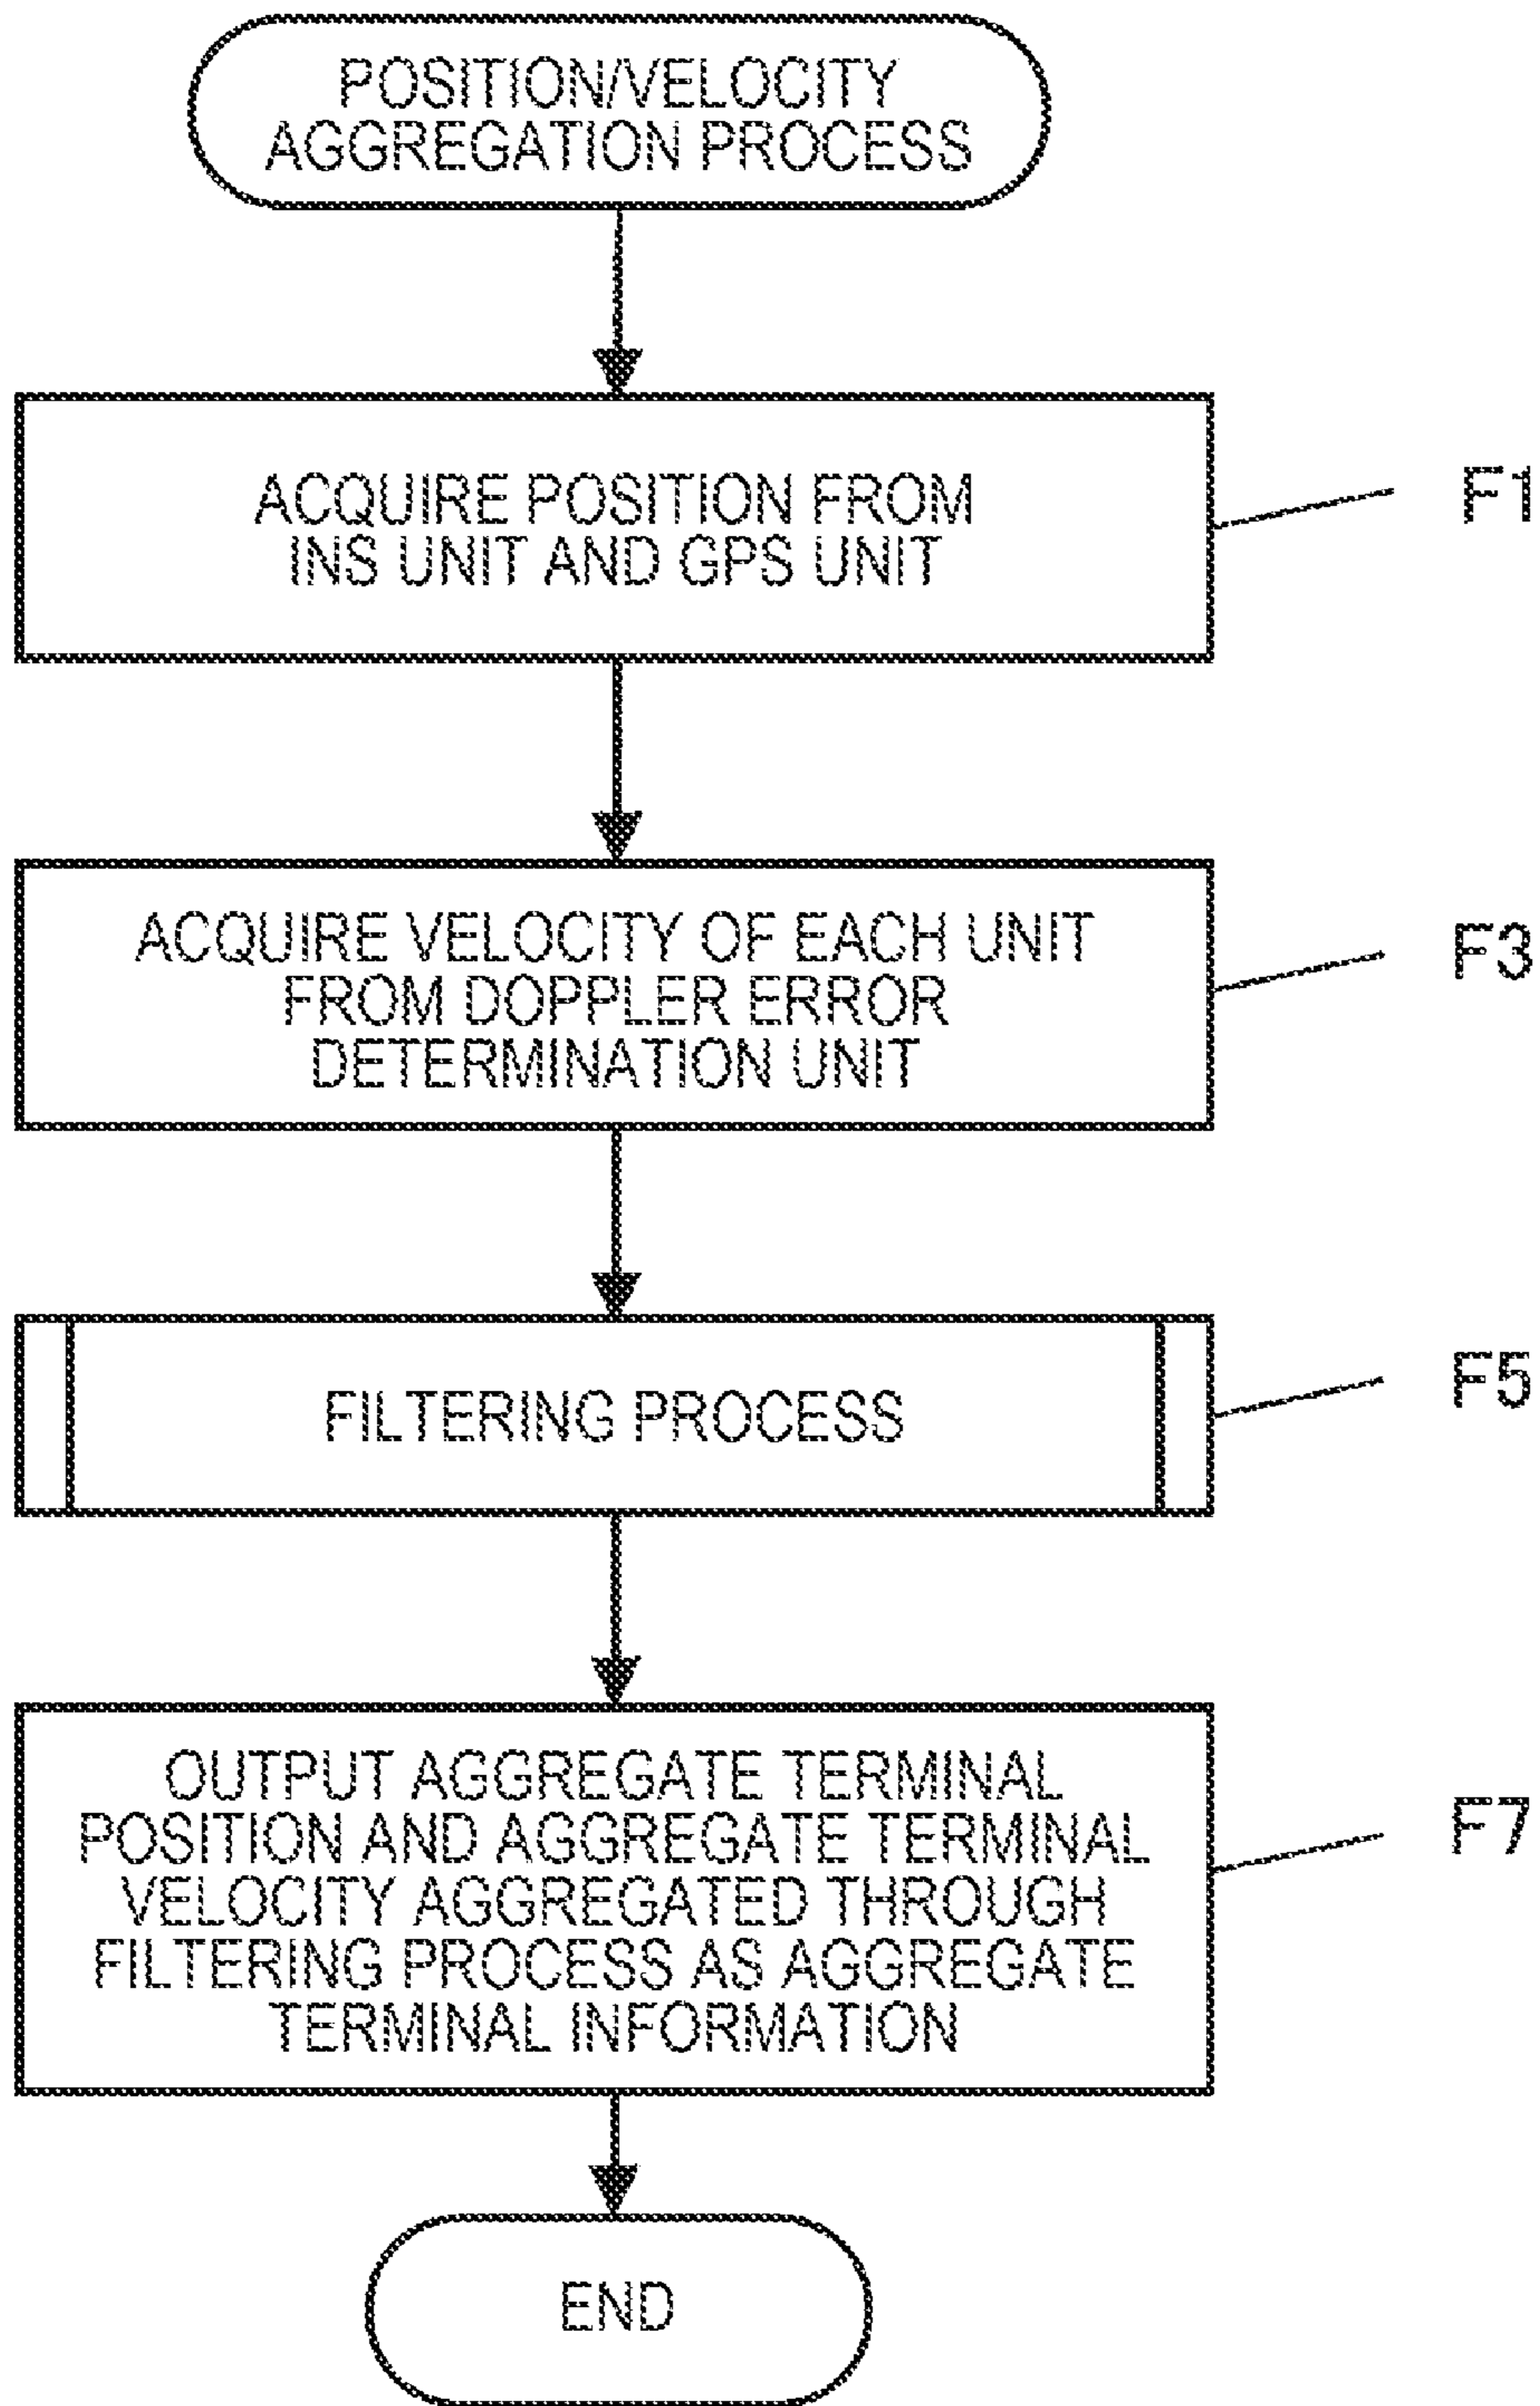 POSITION/VELOCITY
AGGREGATION PROCESS
ACQUIRE POSITION FROM
INS UNIT AND GPS UNIT
F1
ACQUIRE VELOCITY OF EACH UNIT
FROM DOPPLER ERROR
DETERMINATION UNIT
F3
FILTERING PROCESS
F5
OUTPUT AGGREGATE TERMINAL
POSITION AND AGGREGATE TERMINAL
VELOCITY AGGREGATED THROUGH
FILTERING PROCESS AS AGGREGATE
TERMINAL INFORMATION
F7
END